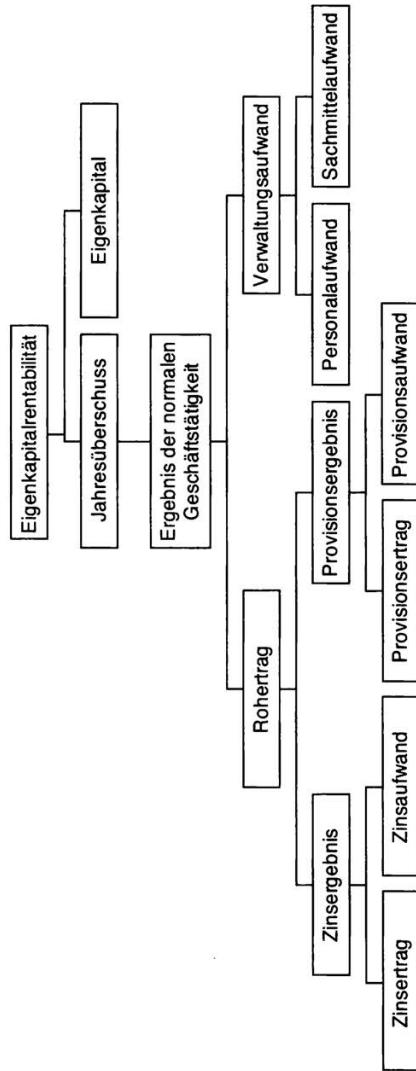 Eigenkapitalrentabilität
Jahresüberschuss
Eigenkapital
Ergebnis der normalen
Geschäftstätigkeit
Rohertrag
Verwaltungsaufwand
Zinsergebnis
Provisionsergebnis
Personalaufwand
Sachmittelaufwand
Zinsertrag
Zinsaufwand
Provisionsertrag
Provisionsaufwand